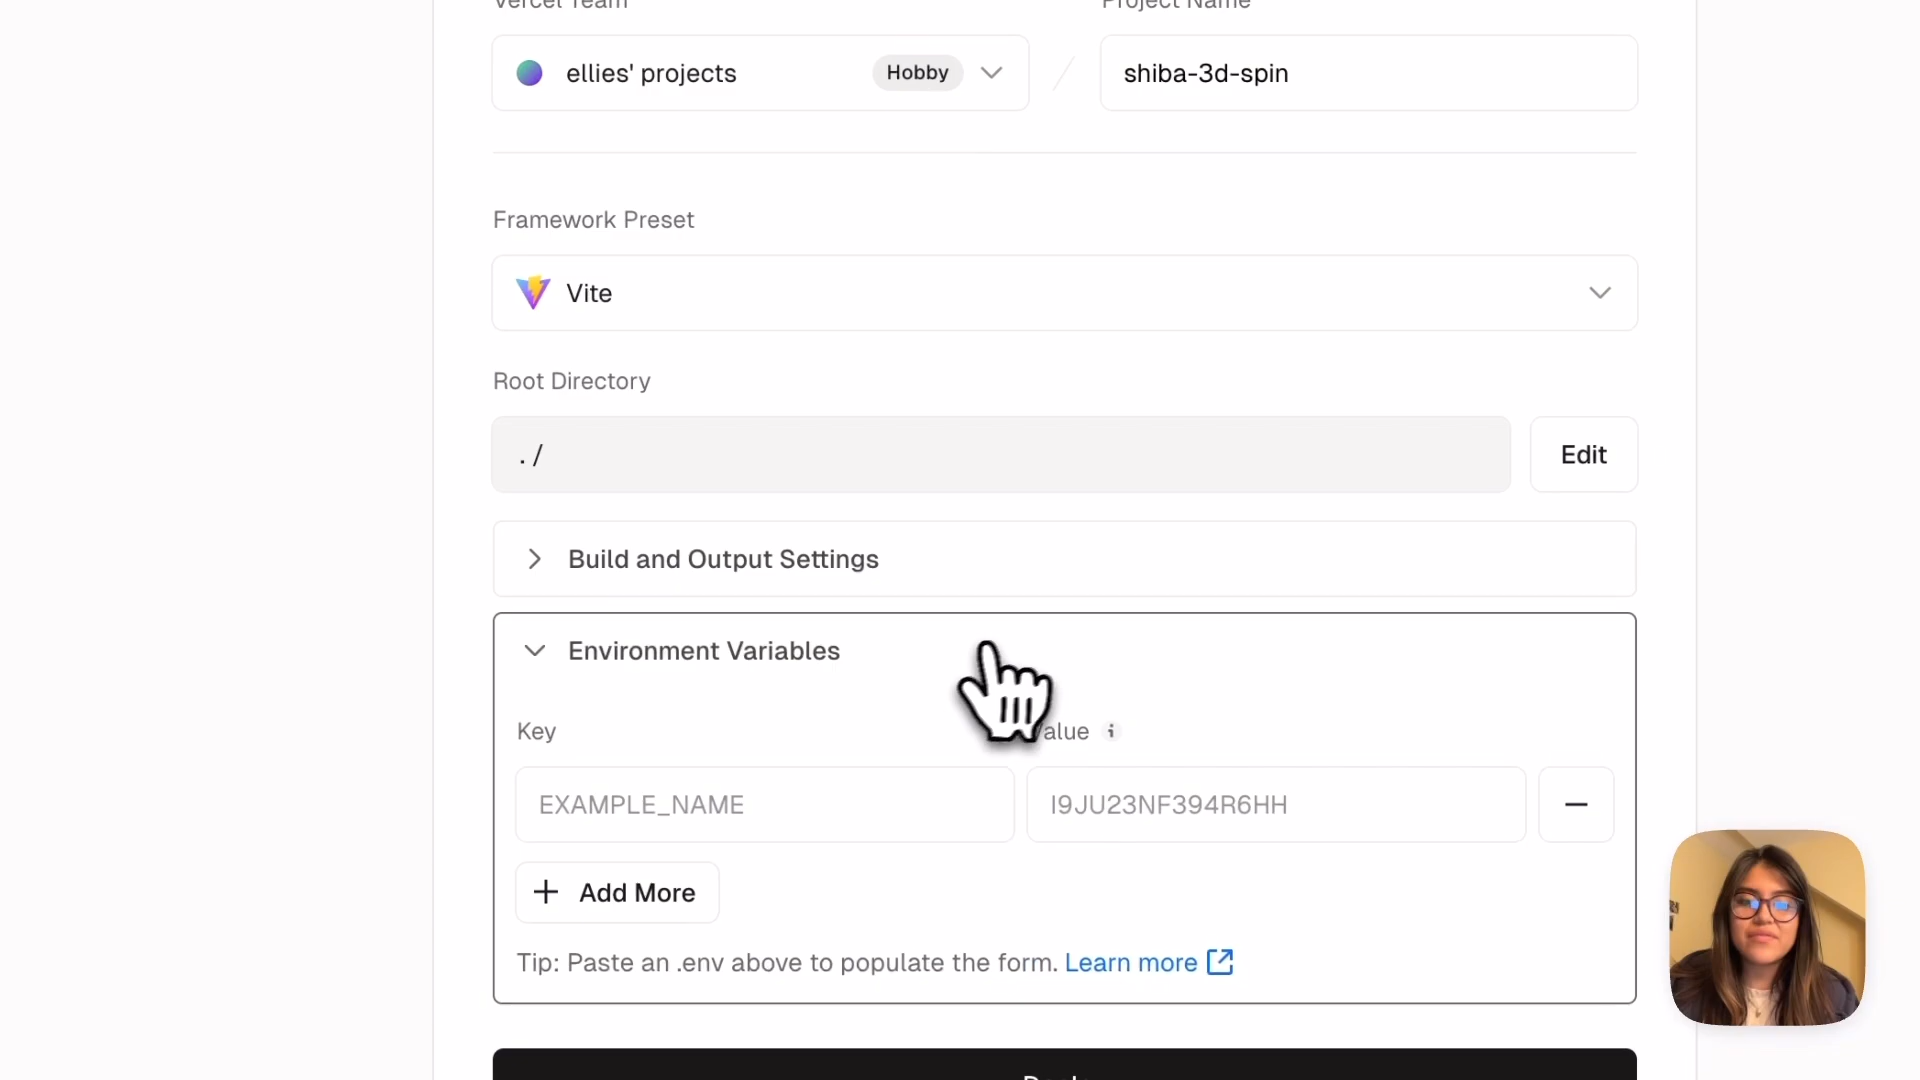 Vercel Team
Project Name
ellies' projects
Hobby
shiba-3d-spin
Framework Preset
Vite
Root Directory
./
Edit
Build and Output Settings
Environment Variables
Key
alue i
EXAMPLE_NAME
I9JU23NF394R6HH
Add More
Tip: Paste an .env above to populate the form. Learn more